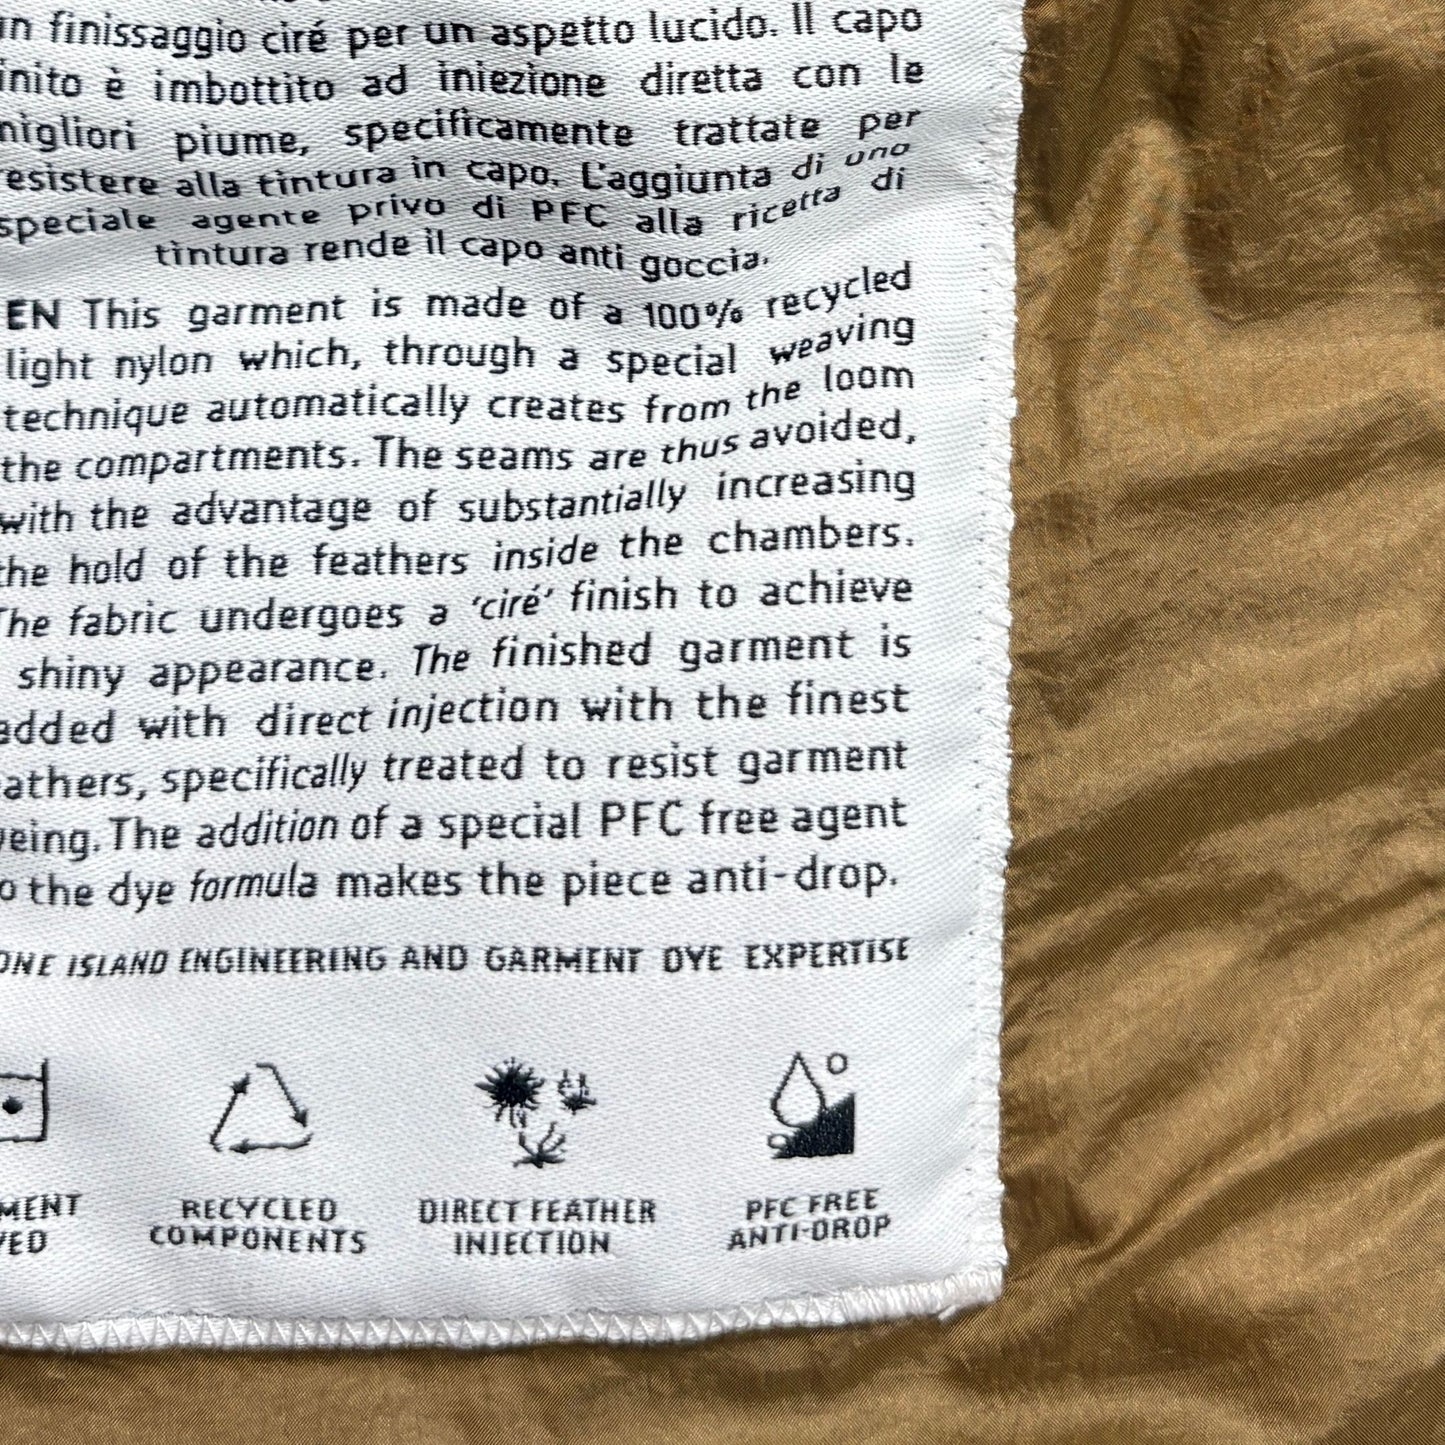 un finissaggio ciré per un aspetto lucido. Il capo
inito è imbottito ad iniezione diretta con le
migliori piume, specificamente trattate per
resistere alla tintura in capo. L'aggiunta di una
speciale agente privo di PFC alla ricetta di
tintura rende il capo anti goccia.
EN This garment is made of a 100% recycled
light nylon which, through a special weaving
technique automatically creates from the loom
the compartments. The seams are thus avoided,
with the advantage of substantially increasing
the hold of the feathers inside the chambers.
The fabric undergoes a 'ciré' finish to achieve
shiny appearance. The finished garment is
added with direct injection with the finest
eathers, specifically treated to resist garment
yeing. The addition of a special PFC free agent
o the dye formula makes the piece anti-drop.
ONE ISLAND ENGINEERING AND GARMENT DYE EXPERTISE
MENT
YED
RECYCLED
COMPONENTS
DIRECT FEATHER
INJECTION
PFC FREE
ANTI-DROP